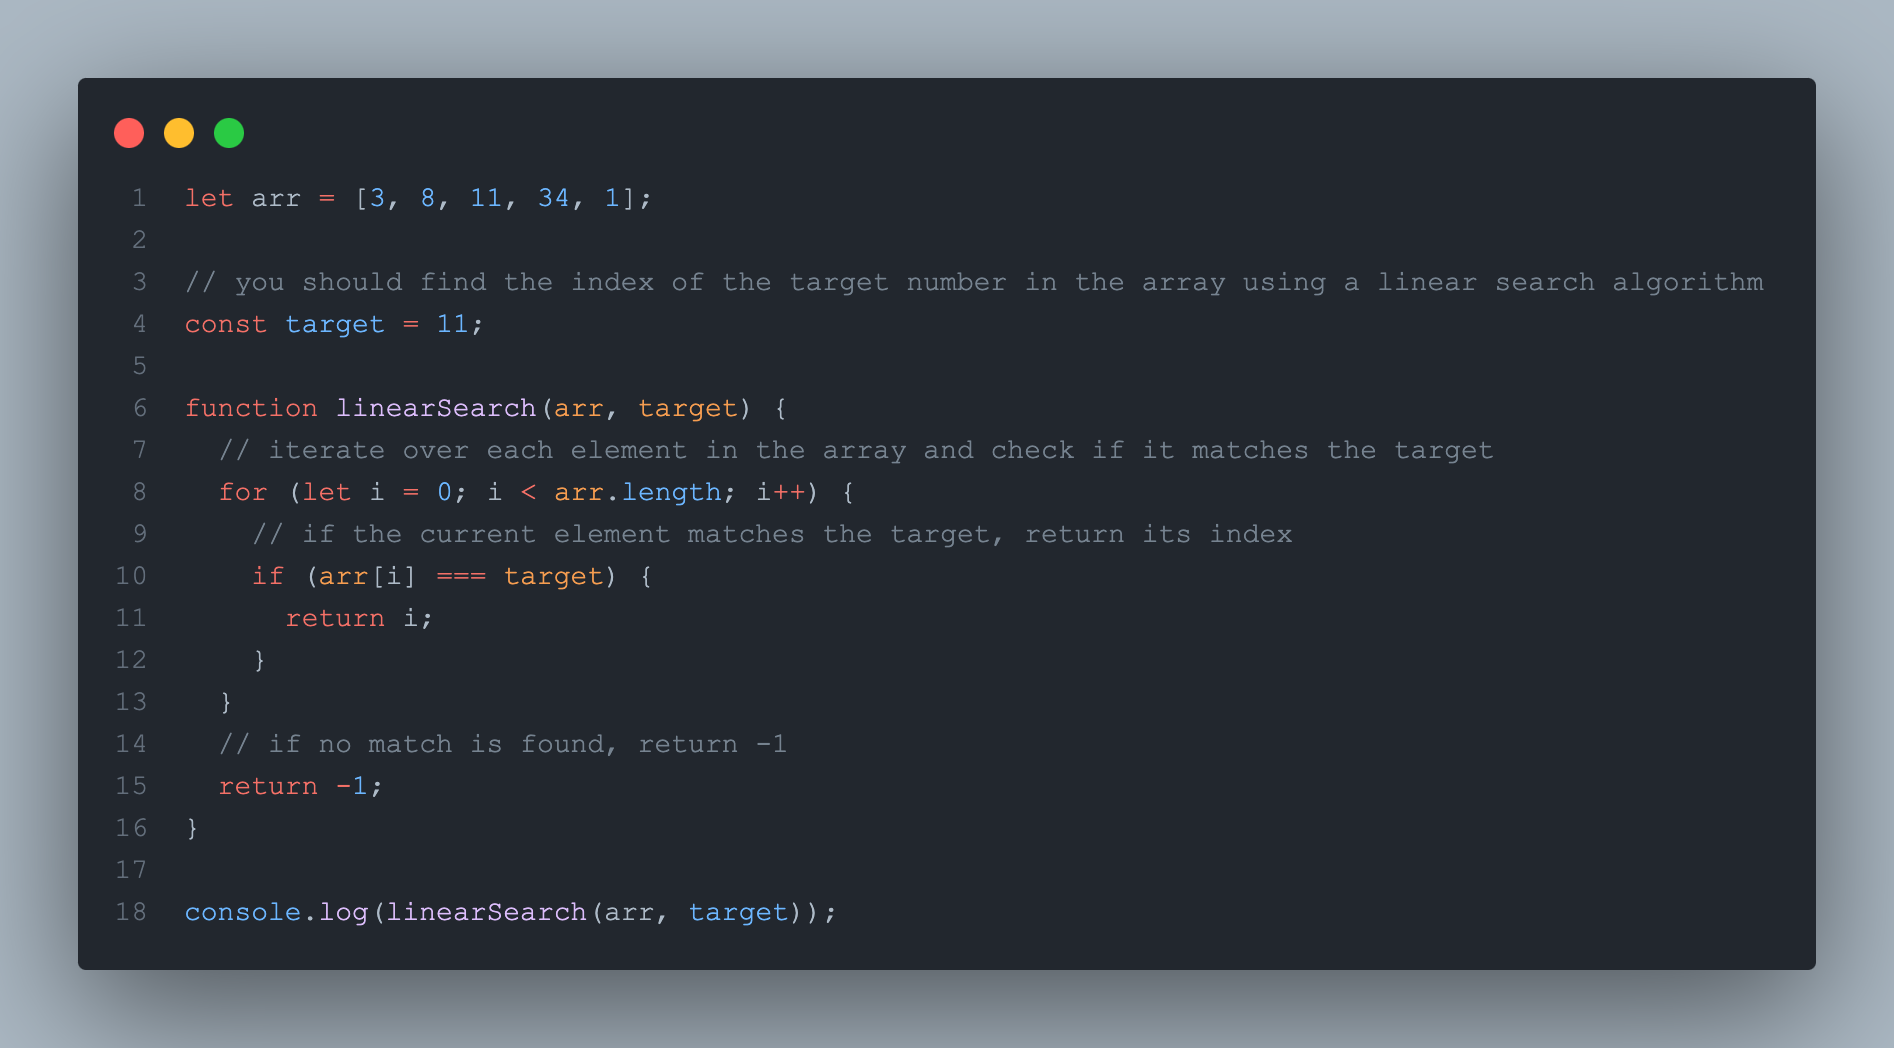 1 let arr = [3, 8, 11, 34, 1];
2
3 // you should find the index of the target number in the array using a linear search algorithm
4 const target = 11;
5
6 function linearSearch(arr, target) {
7   // iterate over each element in the array and check if it matches the target
8   for (let i = 0; i < arr.length; i++) {
9     // if the current element matches the target, return its index
10     if (arr[i] === target) {
11       return i;
12     }
13   }
14   // if no match is found, return -1
15   return -1;
16 }
17
18 console.log(linearSearch(arr, target));